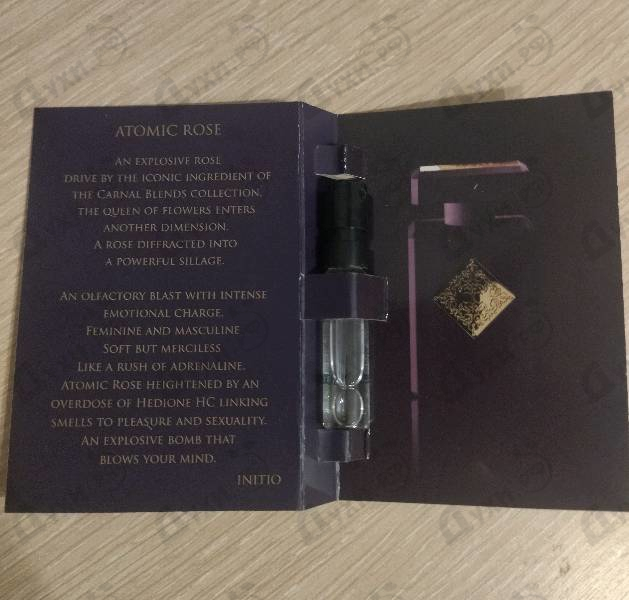 ATOMIC ROSE
AN EXPLOSIVE ROSE
DRIVE BY THE ICONIC INGREDIENT OF
THE CARNAL BLENDS COLLECTION,
THE QUEEN OF FLOWERS ENTERS
ANOTHER DIMENSION.
A ROSE DIFFRACTED INTO
A POWERFUL SILLAGE.
AN OLFACTORY BLAST WITH INTENSE
EMOTIONAL CHARGE.
FEMININE AND MASCULINE
SOFT BUT MERCILESS
LIKE A RUSH OF ADRENALINE.
ATOMIC ROSE HEIGHTENED BY AN
OVERDOSE OF HEDIONE HC LINKING
SMELLS TO PLEASURE AND SEXUALITY.
AN EXPLOSIVE BOMB THAT
BLOWS YOUR MIND.
INITIO
Духи.рф